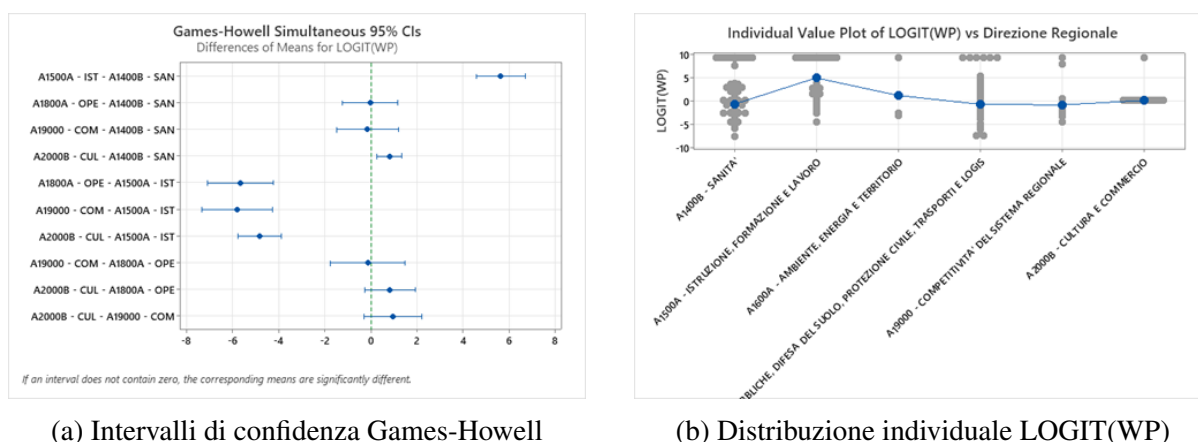 Games-Howell Simultaneous 95% CIs
Differences of Means for LOGIT(WP)
A1500A - IST - A1400B - SAN
A1800A - OPE - A1400B - SAN
A19000 - COM - A1400B - SAN
A2000B - CUL - A1400B - SAN
A1800A - OPE - A1500A - IST
A19000 - COM - A1500A - IST
A2000B - CUL - A1500A - IST
A19000 - COM - A1800A - OPE
A2000B - CUL - A1800A - OPE
A2000B - CUL - A19000 - COM
-8 -6 -4 -2 0 2 4 6 8
If an interval does not contain zero, the corresponding means are significantly different.
(a) Intervalli di confidenza Games-Howell
Individual Value Plot of LOGIT(WP) vs Direzione Regionale
LOGIT(WP)
10
5
0
-5
-10
A1400B - SANITA'
A1500A - ISTRUZIONE, FORMAZIONE E LAVORO
A1600A - AMBIENTE, ENERGIA E TERRITORIO
BBLICHE, DIFESA DEL SUOLO, PROTEZIONE CIVILE, TRASPORTI E LOGIS
A19000 - COMPETITIVITA' DEL SISTEMA REGIONALE
A2000B - CULTURA E COMMERCIO
(b) Distribuzione individuale LOGIT(WP)